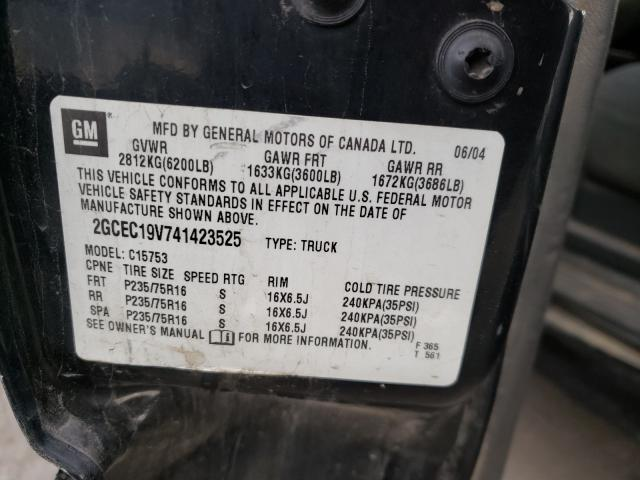 GM
MFD BY GENERAL MOTORS OF CANADA LTD. 06/04
GVWR GAWR FRT GAWR RR
2812KG(6200LB) 1633KG(3600LB) 1672KG(3686LB)
THIS VEHICLE CONFORMS TO ALL APPLICABLE U.S. FEDERAL MOTOR
VEHICLE SAFETY STANDARDS IN EFFECT ON THE DATE OF
MANUFACTURE SHOWN ABOVE.
2GCEC19V741423525 TYPE: TRUCK
MODEL: C15753
CPNE TIRE SIZE SPEED RTG RIM COLD TIRE PRESSURE
FRT P235/75R16 S 16X6.5J 240KPA(35PSI)
RR P235/75R16 S 16X6.5J 240KPA(35PSI)
SPA P235/75R16 S 16X6.5J 240KPA(35PSI)
SEE OWNER'S MANUAL FOR MORE INFORMATION.
F 365
T 561